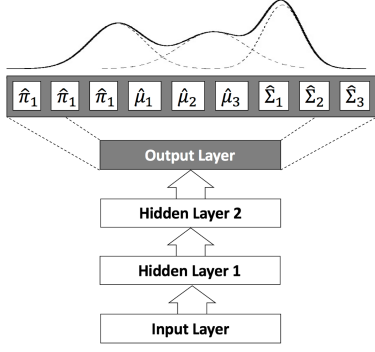 π̂₁ π̂₁ π̂₁ μ̂₁ μ̂₂ μ̂₃ Σ̂₁ Σ̂₂ Σ̂₃
Output Layer
Hidden Layer 2
Hidden Layer 1
Input Layer